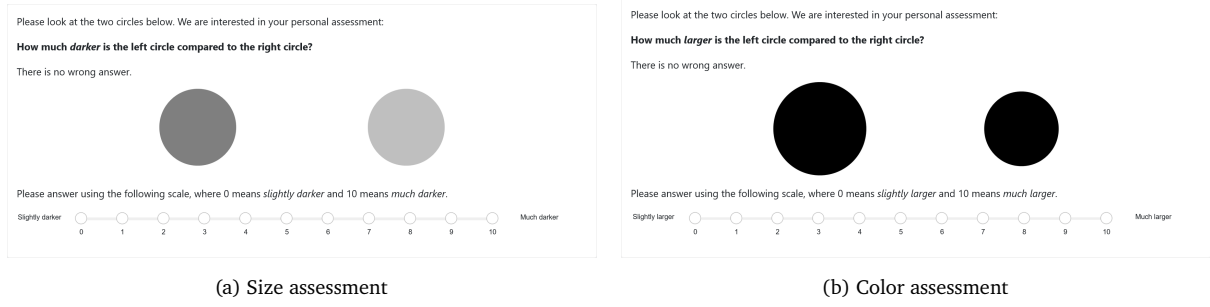 Please look at the two circles below. We are interested in your personal assessment:
How much darker is the left circle compared to the right circle?
There is no wrong answer.
Please answer using the following scale, where 0 means slightly darker and 10 means much darker.
Slightly darker
Much darker
0 1 2 3 4 5 6 7 8 9 10
(a) Size assessment
Please look at the two circles below. We are interested in your personal assessment:
How much larger is the left circle compared to the right circle?
There is no wrong answer.
Please answer using the following scale, where 0 means slightly larger and 10 means much larger.
Slightly larger
Much larger
0 1 2 3 4 5 6 7 8 9 10
(b) Color assessment